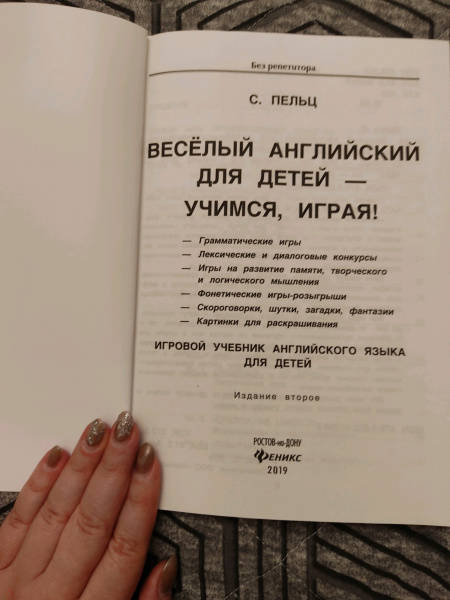 Без репетитора
С. ПЕЛЬЦ
ВЕСЁЛЫЙ АНГЛИЙСКИЙ
ДЛЯ ДЕТЕЙ —
УЧИМСЯ, ИГРАЯ!
— Грамматические игры
— Лексические и диалоговые конкурсы
— Игры на развитие памяти, творческого
и логического мышления
— Фонетические игры-розыгрыши
— Скороговорки, шутки, загадки, фантазии
— Картинки для раскрашивания
ИГРОВОЙ УЧЕБНИК АНГЛИЙСКОГО ЯЗЫКА
ДЛЯ ДЕТЕЙ
Издание второе
РОСТОВ-на-ДОНУ
ФЕНИКС
2019